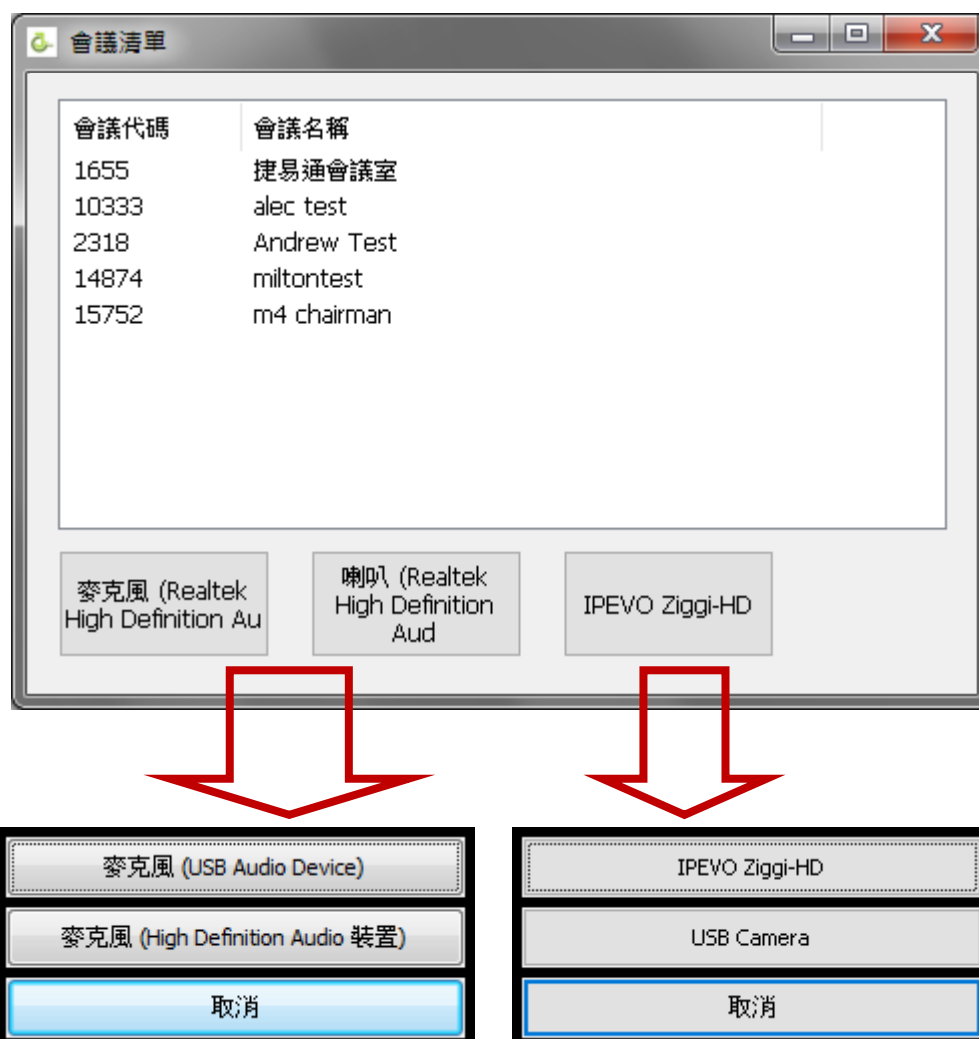 會議清單
會議代碼 會議名稱
1655 捷易通會議室
10333 alec test
2318 Andrew Test
14874 miltontest
15752 m4 chairman
麥克風 (Realtek
High Definition Au
喇叭 (Realtek
High Definition
Aud
IPEVO Ziggi-HD
麥克風 (USB Audio Device)
麥克風 (High Definition Audio 裝置)
取消
IPEVO Ziggi-HD
USB Camera
取消